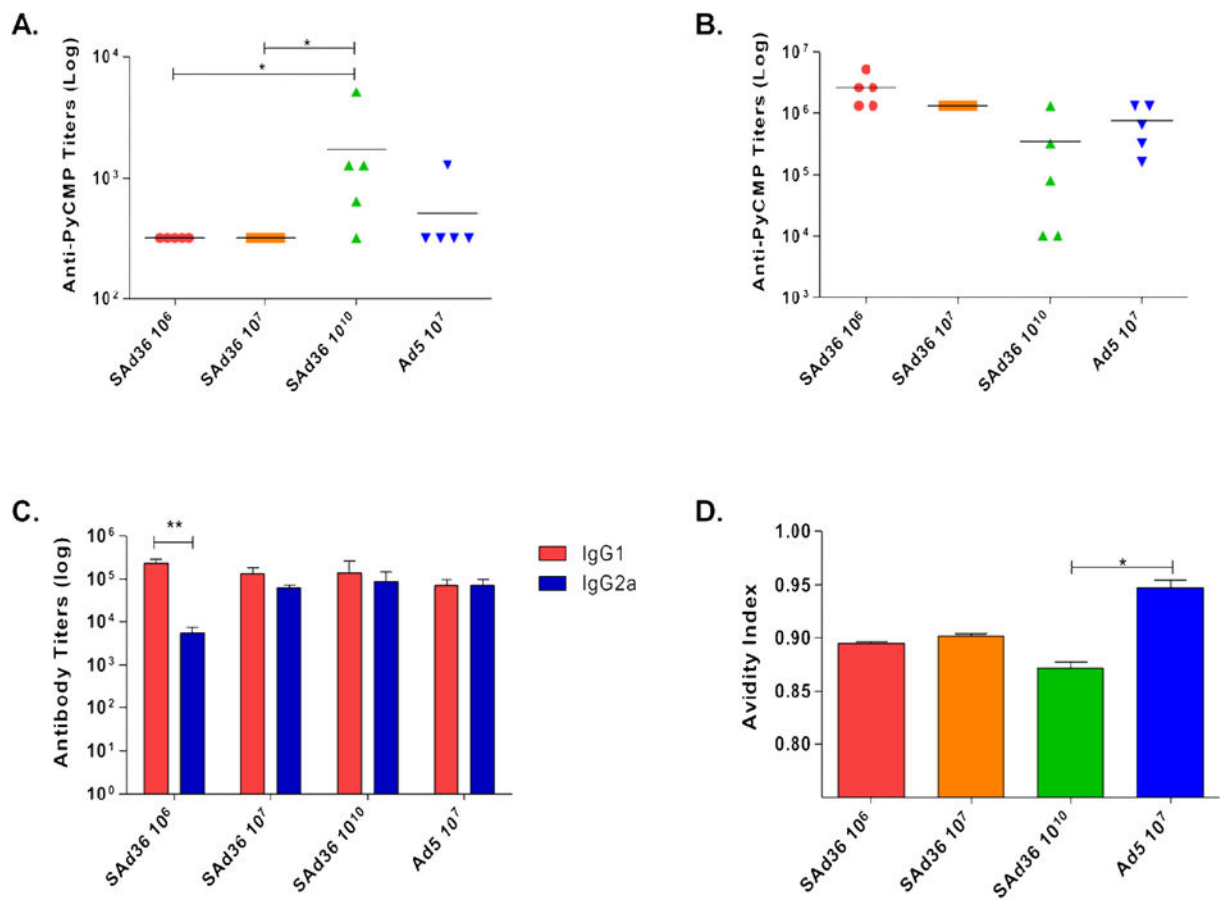 A.
Anti-PyCMP Titers (Log)
10⁴
10³
10²
*
*
SAd36 10⁶
SAd36 10⁷
SAd36 10¹⁰
Ad5 10⁷
B.
Anti-PyCMP Titers (Log)
10⁷
10⁶
10⁵
10⁴
10³
SAd36 10⁶
SAd36 10⁷
SAd36 10¹⁰
Ad5 10⁷
C.
Antibody Titers (log)
10⁶
10⁵
10⁴
10³
10²
10¹
10⁰
**
IgG1
IgG2a
SAd36 10⁶
SAd36 10⁷
SAd36 10¹⁰
Ad5 10⁷
D.
Avidity Index
1.00
0.95
0.90
0.85
0.80
*
SAd36 10⁶
SAd36 10⁷
SAd36 10¹⁰
Ad5 10⁷